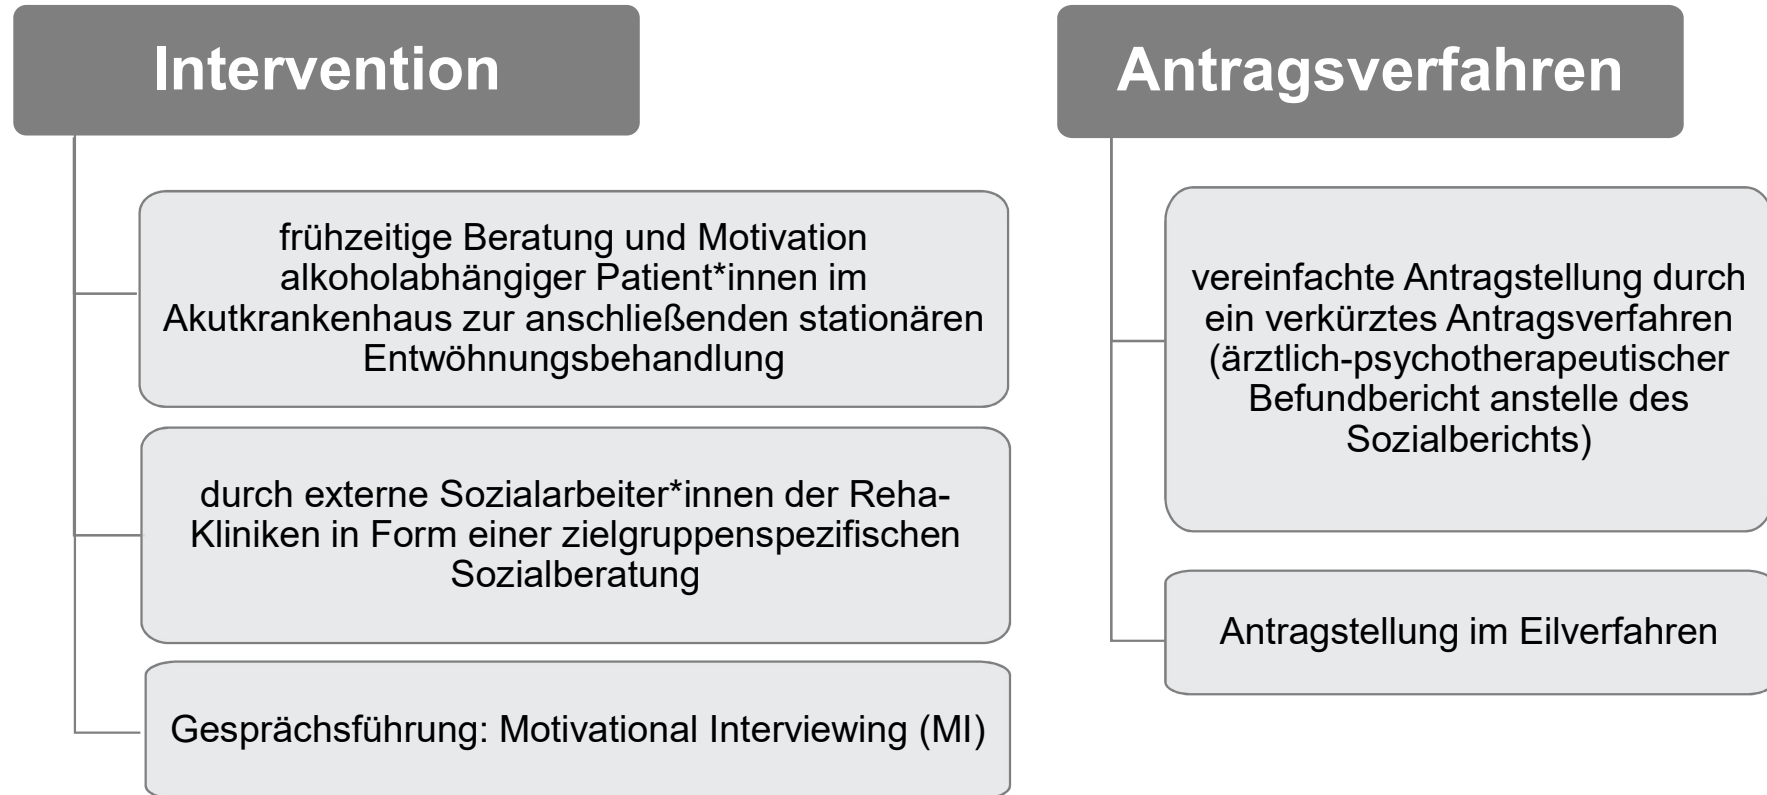 Intervention
frühzeitige Beratung und Motivation
alkoholabhängiger Patient*innen im
Akutkrankenhaus zur anschließenden stationären
Entwöhnungsbehandlung
durch externe Sozialarbeiter*innen der Reha-
Kliniken in Form einer zielgruppenspezifischen
Sozialberatung
Gesprächsführung: Motivational Interviewing (MI)
Antragsverfahren
vereinfachte Antragstellung durch
ein verkürztes Antragsverfahren
(ärztlich-psychotherapeutischer
Befundbericht anstelle des
Sozialberichts)
Antragstellung im Eilverfahren